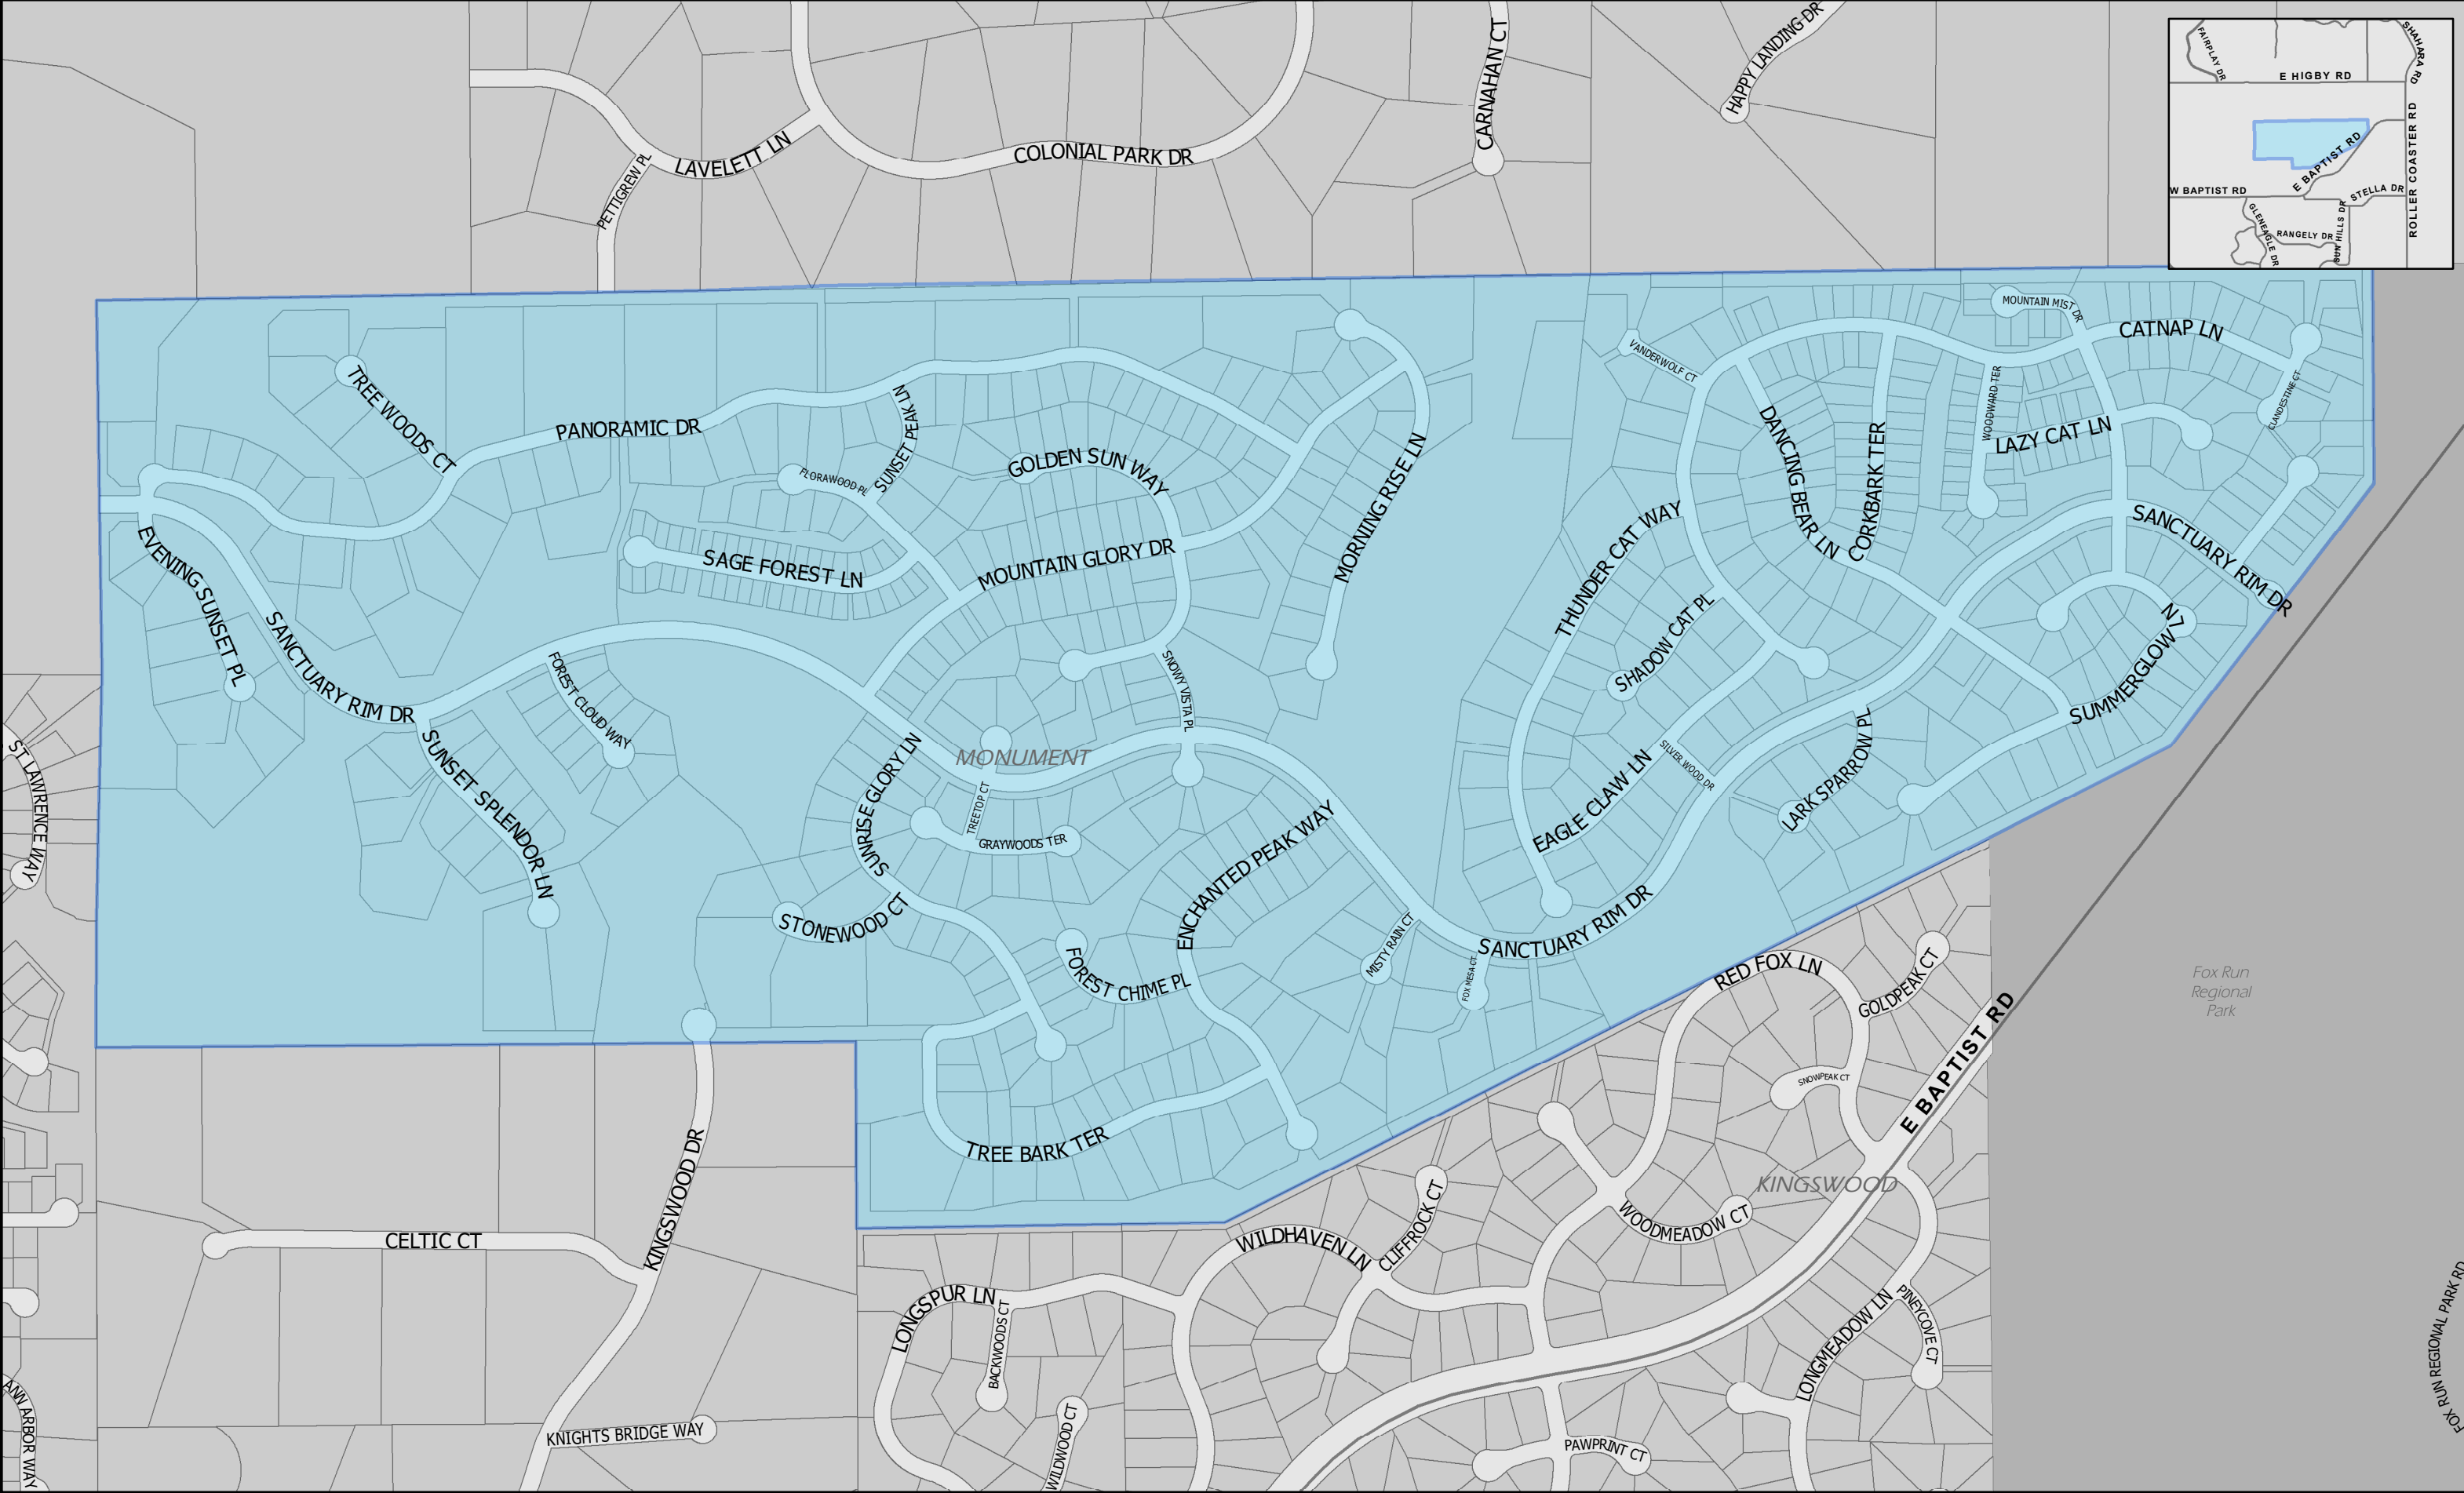 CARNAHAN CT
HAPPY LANDING DR
LAVELETT LN
COLONIAL PARK DR
PETTIGREW PL
FAIRPLAY DR
SHAHARA RD
E HIGBY RD
E BAPTIST RD
ROLLER COASTER RD
W BAPTIST RD
STELLA DR
GLENEAGLE DR
RANGELY DR
SUN HILLS DR
MOUNTAIN MIST DR
CATNAP LN
VANDERWOLF CT
WOODWARD TER
CLANDESTINE CT
TREE WOODS CT
PANORAMIC DR
SUNSET PEAK LN
DANCING BEAR LN
CORKBARK TER
LAZY CAT LN
GOLDEN SUN WAY
FLORAWOOD PL
MORNING RISE LN
THUNDER CAT WAY
SANCTUARY RIM DR
EVENING SUNSET PL
SAGE FOREST LN
MOUNTAIN GLORY DR
SHADOW CAT PL
SUMMERGLOW LN
SANCTUARY RIM DR
FOREST CLOUD WAY
SNOWY VISTA PL
SUNSET SPLENDOR LN
MONUMENT
SUNRISE GLORY LN
TREETOP CT
GRAYWOODS TER
EAGLE CLAW LN
SILVER WOOD DR
LARK SPARROW PL
ST LAWRENCE WAY
ENCHANTED PEAK WAY
STONEWOOD CT
FOREST CHIME PL
MISTY RAIN CT
FOX MESA CT
SANCTUARY RIM DR
RED FOX LN
GOLDPEAK CT
Fox Run
Regional
Park
SNOWPEAK CT
E BAPTIST RD
TREE BARK TER
KINGSWOOD DR
CELTIC CT
KINGSWOOD
WOODMEADOW CT
CLIFFROCK CT
WILDHAVEN LN
LONGSPUR LN
BACKWOODS CT
PINEYCOVE CT
LONGMEADOW LN
FOX RUN REGIONAL PARK RD
ANN ARBOR WAY
KNIGHTS BRIDGE WAY
WILDWOOD CT
PAWPRINT CT